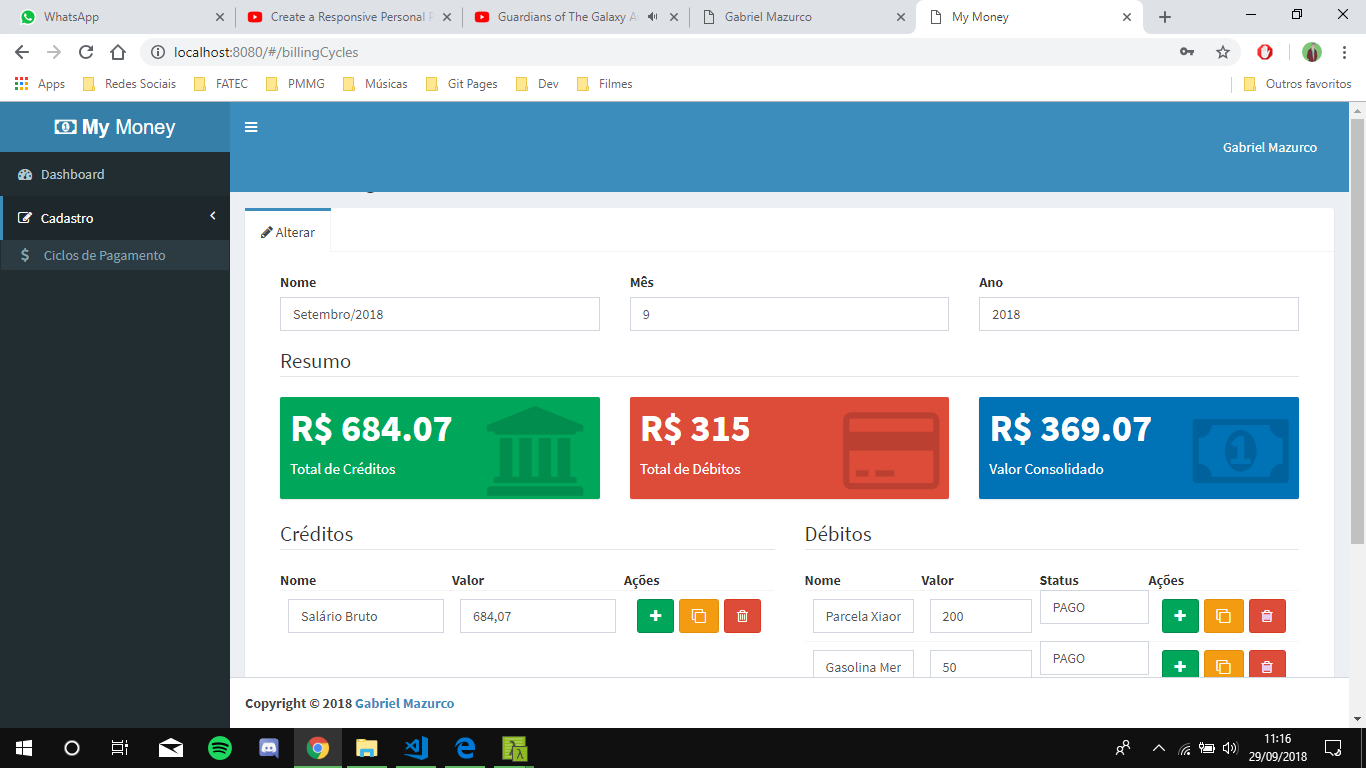 WhatsApp
Create a Responsive Personal P
Guardians of The Galaxy A
Gabriel Mazurco
My Money
localhost:8080/#/billingCycles
Apps
Redes Sociais
FATEC
PMMG
Músicas
Git Pages
Dev
Filmes
Outros favoritos
My Money
Gabriel Mazurco
Dashboard
Cadastro
Ciclos de Pagamento
Alterar
Nome
Mês
Ano
Setembro/2018
9
2018
Resumo
R$ 684.07
Total de Créditos
R$ 315
Total de Débitos
R$ 369.07
Valor Consolidado
Créditos
Débitos
Nome
Valor
Ações
Nome
Valor
Status
Ações
Salário Bruto
684,07
Parcela Xiaor
200
PAGO
Gasolina Mer
50
PAGO
Copyright © 2018 Gabriel Mazurco
11:16
29/09/2018